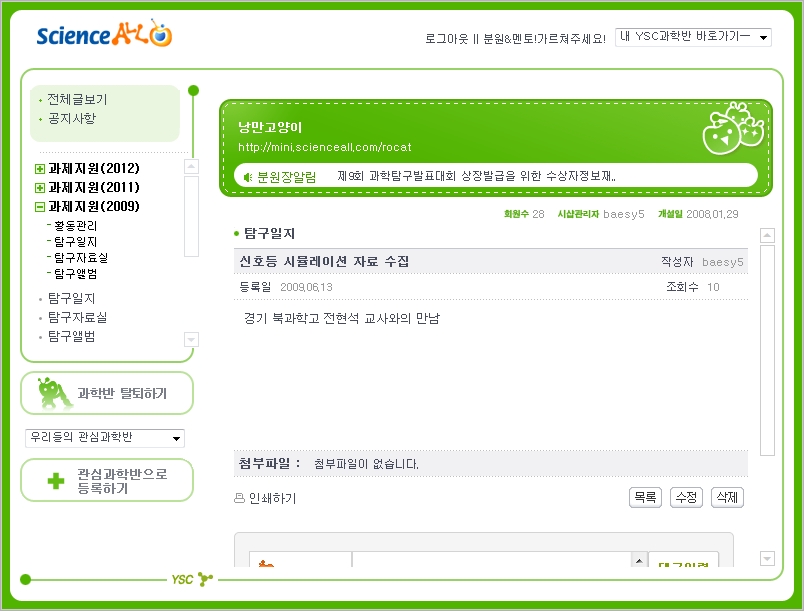 Science ALL
로그아웃 || 분원&멘토!가르쳐주세요!
내 YSC과학반 바로가기―
전체글보기
공지사항
과제지원(2012)
과제지원(2011)
과제지원(2009)
활동관리
탐구일지
탐구자료실
탐구앨범
탐구일지
탐구자료실
탐구앨범
과학반 탈퇴하기
우리들의 관심과학반
관심과학반으로
등록하기
낭만고양이
http://mini.scienceall.com/rocat
분원장알림 제9회 과학탐구발표대회 상장발급을 위한 수상자정보재..
회원수 28 시샵관리자 baesy5 개설일 2008.01.29
탐구일지
신호등 시뮬레이션 자료 수집 작성자 baesy5
등록일 2009.06.13 조회수 10
경기 북과학고 전현석 교사와의 만남
첨부파일 : 첨부파일이 없습니다.
인쇄하기 목록 수정 삭제
YSC